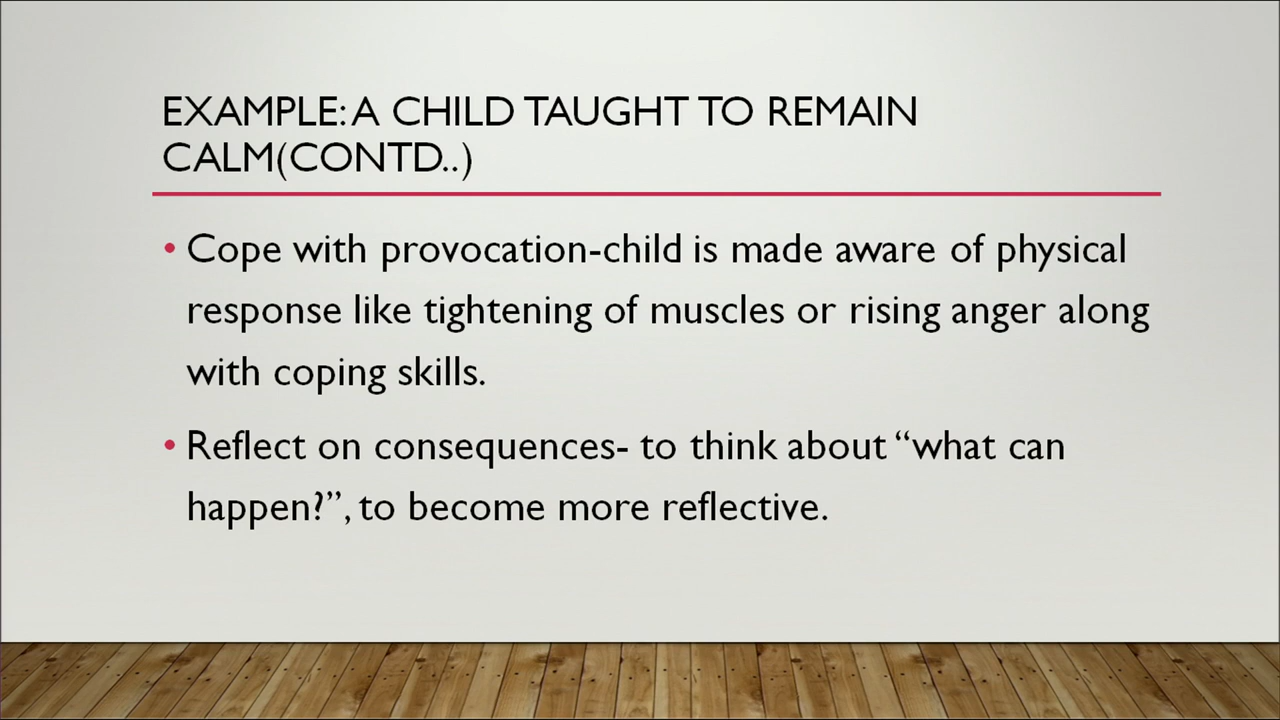 EXAMPLE: A CHILD TAUGHT TO REMAIN
CALM(CONTD..)
• Cope with provocation-child is made aware of physical
response like tightening of muscles or rising anger along
with coping skills.
• Reflect on consequences- to think about “what can
happen?”, to become more reflective.